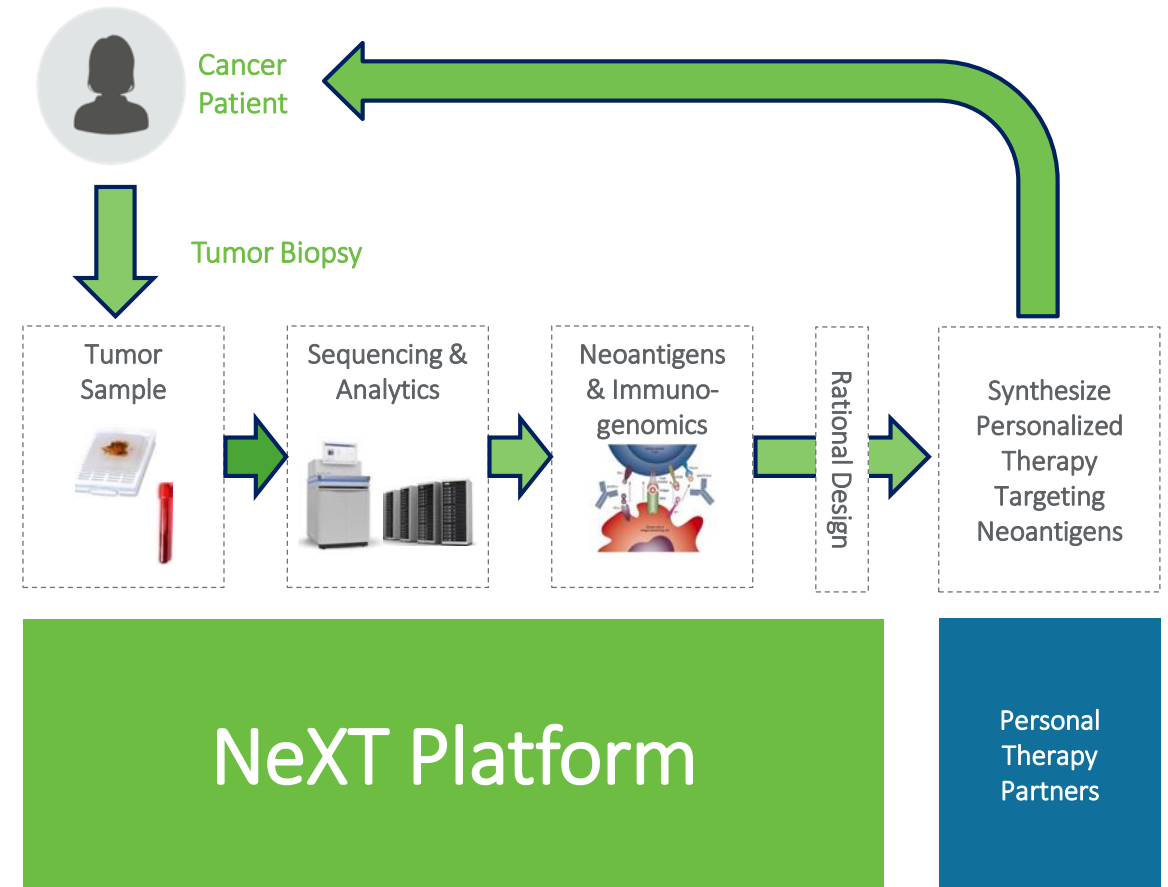 Cancer
Patient
Tumor Biopsy
Tumor
Sample
Sequencing &
Analytics
Neoantigens
& Immuno-
genomics
Rational Design
Synthesize
Personalized
Therapy
Targeting
Neoantigens
NeXT Platform
Personal
Therapy
Partners